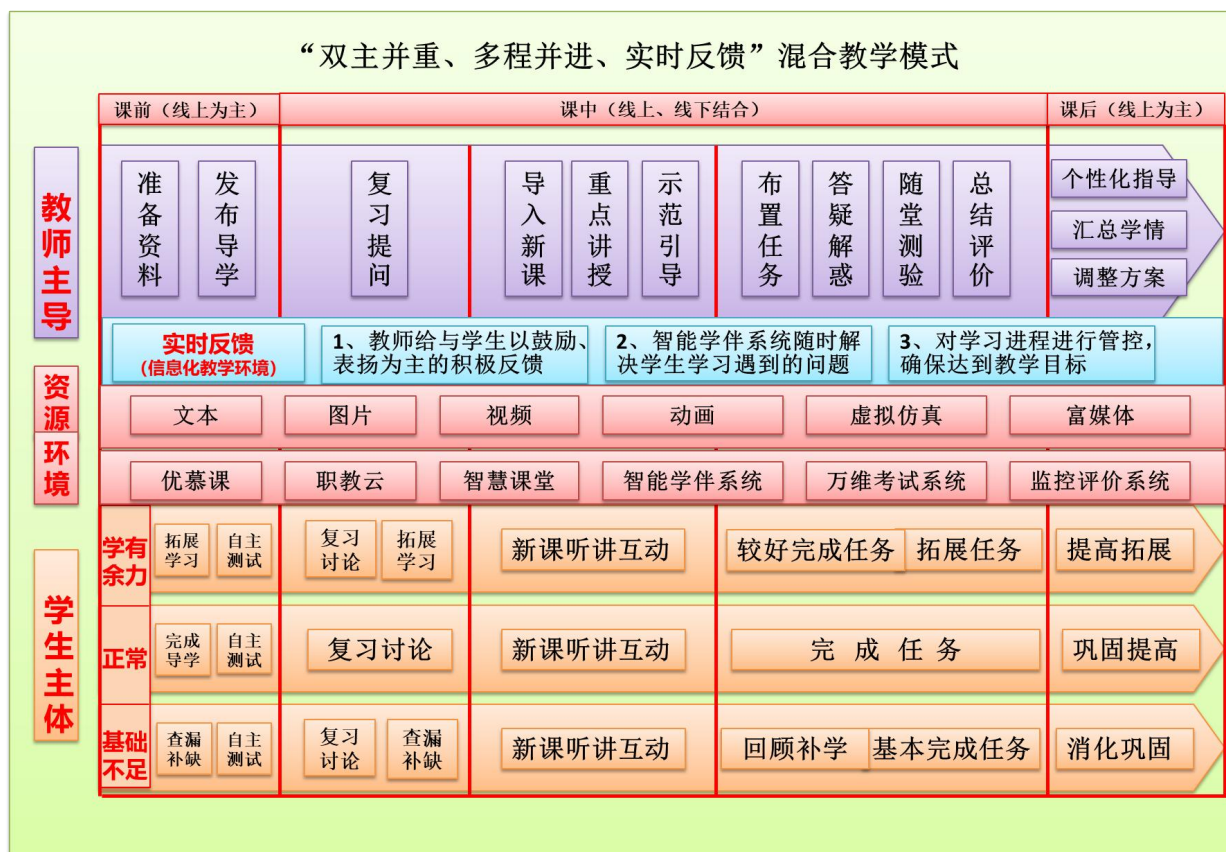 “双主并重、多程并进、实时反馈”混合教学模式
课前（线上为主）
课中（线上、线下结合）
课后（线上为主）
教师主导
准备资料
发布导学
复习提问
导入新课
重点讲授
示范引导
布置任务
答疑解惑
随堂测验
总结评价
个性化指导
汇总学情
调整方案
实时反馈
(信息化教学环境)
1、教师给与学生以鼓励、
表扬为主的积极反馈
2、智能学伴系统随时解
决学生学习遇到的问题
3、对学习进程进行管控，
确保达到教学目标
资源
环境
文本
图片
视频
动画
虚拟仿真
富媒体
优慕课
职教云
智慧课堂
智能学伴系统
万维考试系统
监控评价系统
学生主体
学有
余力
拓展
学习
自主
测试
复习
讨论
拓展
学习
新课听讲互动
较好完成任务
拓展任务
提高拓展
正常
完成
导学
自主
测试
复习讨论
新课听讲互动
完成任务
巩固提高
基础
不足
查漏
补缺
自主
测试
复习
讨论
查漏
补缺
新课听讲互动
回顾补学
基本完成任务
消化巩固